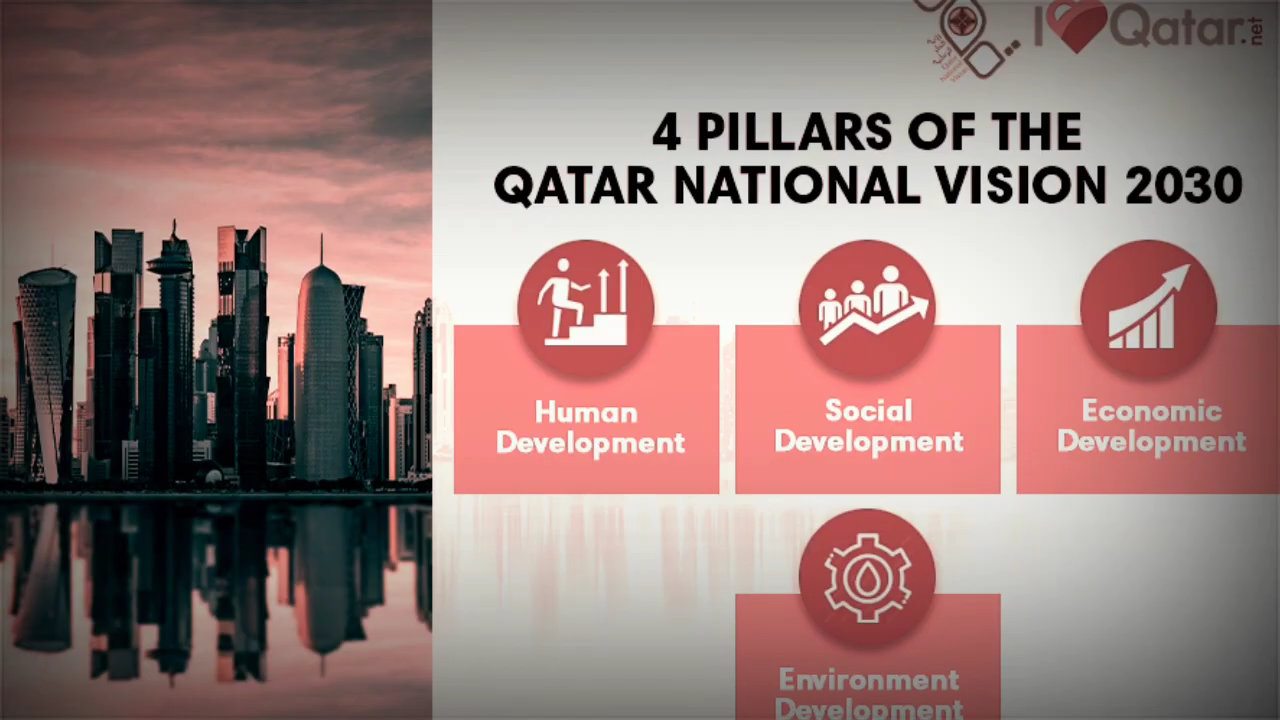 I Qatar.net
4 PILLARS OF THE
QATAR NATIONAL VISION 2030
Human
Development
Social
Development
Economic
Development
Environment
Development